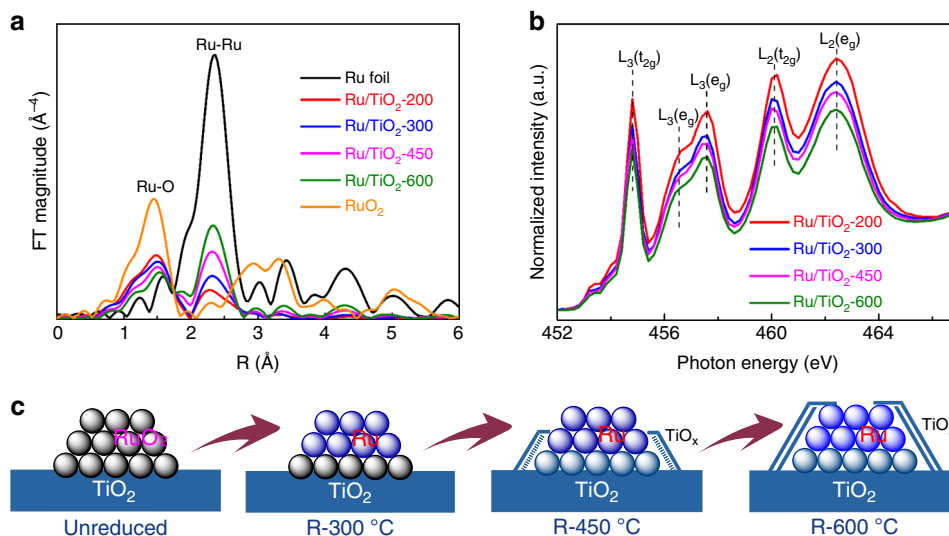 a
Ru-Ru
Ru-O
Ru foil
Ru/TiO₂-200
Ru/TiO₂-300
Ru/TiO₂-450
Ru/TiO₂-600
RuO₂
FT magnitude (Å⁻⁴)
0 1 2 3 4 5 6
R (Å)
b
L₃(t₂g)
L₃(eg)
L₃(eg)
L₂(t₂g)
L₂(eg)
Ru/TiO₂-200
Ru/TiO₂-300
Ru/TiO₂-450
Ru/TiO₂-600
Normalized intensity (a.u.)
452 456 460 464
Photon energy (eV)
c
RuO₂
TiO₂
Unreduced
Ru
TiO₂
R-300 °C
Ru
TiOₓ
TiO₂
R-450 °C
Ru
TiO
TiO₂
R-600 °C